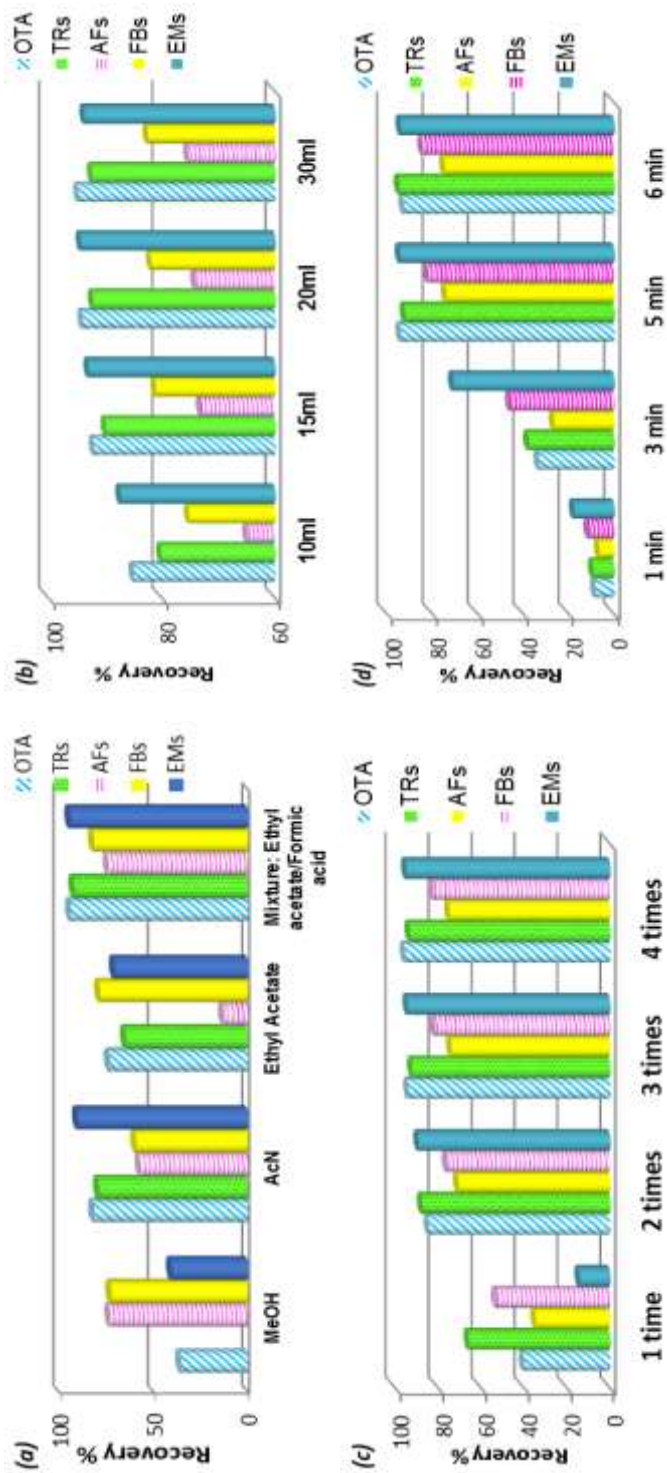 (a)
Recovery %
100
50
0
MeOH
AcN
Ethyl Acetate
Mixture: Ethyl
acetate/Formic
acid
OTA
TRs
AFs
FBs
EMs
(b)
Recovery %
100
80
60
10ml
15ml
20ml
30ml
OTA
TRs
AFs
FBs
EMs
(c)
Recovery %
100
80
60
40
20
0
1 time
2 times
3 times
4 times
OTA
TRs
AFs
FBs
EMs
(d)
Recovery %
100
80
60
40
20
0
1 min
3 min
5 min
6 min
OTA
TRs
AFs
FBs
EMs